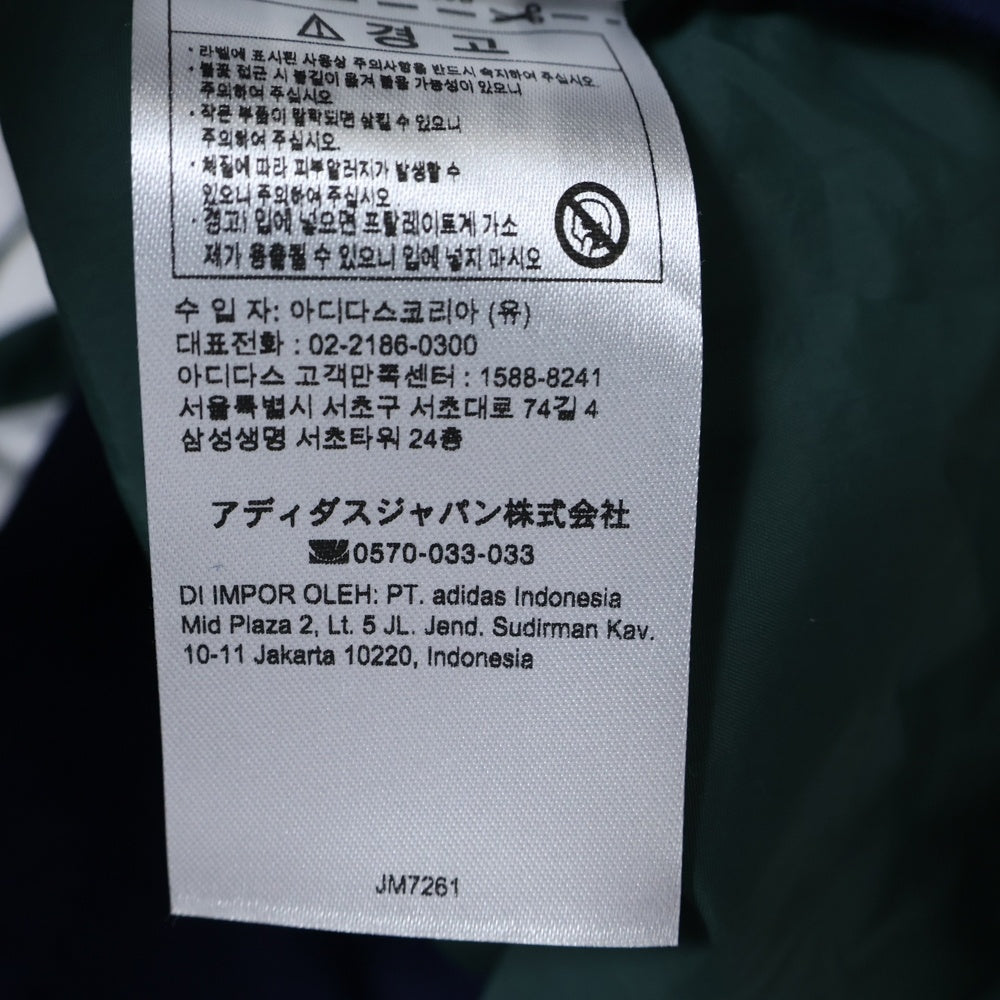 경 고
· 라벨에 표시된 사용상 주의사항을 반드시 숙지하여 주십시오
· 불꽃 접근 시 불길이 옮겨 붙을 가능성이 있으니
주의하여 주십시오
· 작은 부품이 탈락되면 삼킬 수 있으니
주의하여 주십시오.
· 체질에 따라 피부알러지가 발생할 수
있으니 주의하여 주십시오
· 경고! 입에 넣으면 프탈레이트계 가소
제가 용출될 수 있으니 입에 넣지 마시오
수 입 자: 아디다스코리아 (유)
대표전화 : 02-2186-0300
아디다스 고객만족센터 : 1588-8241
서울특별시 서초구 서초대로 74길 4
삼성생명 서초타워 24층
アディダスジャパン株式会社
0570-033-033
DI IMPOR OLEH: PT. adidas Indonesia
Mid Plaza 2, Lt. 5 JL. Jend. Sudirman Kav.
10-11 Jakarta 10220, Indonesia
JM7261